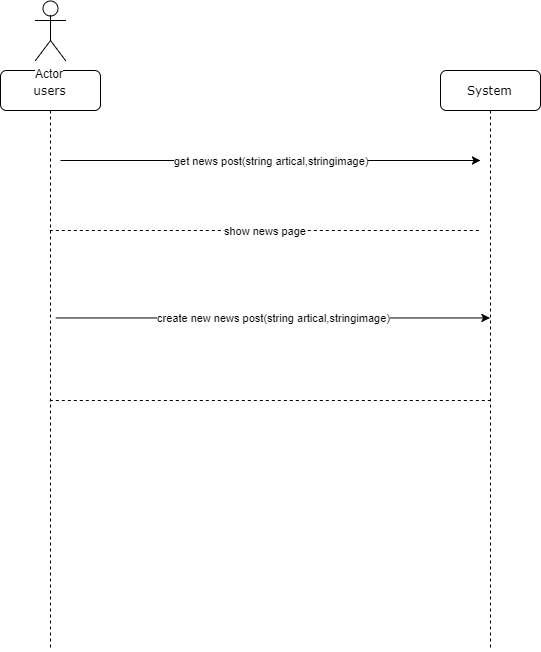 Actor
users
System
get news post(string artical,stringimage)
show news page
create new news post(string artical,stringimage)